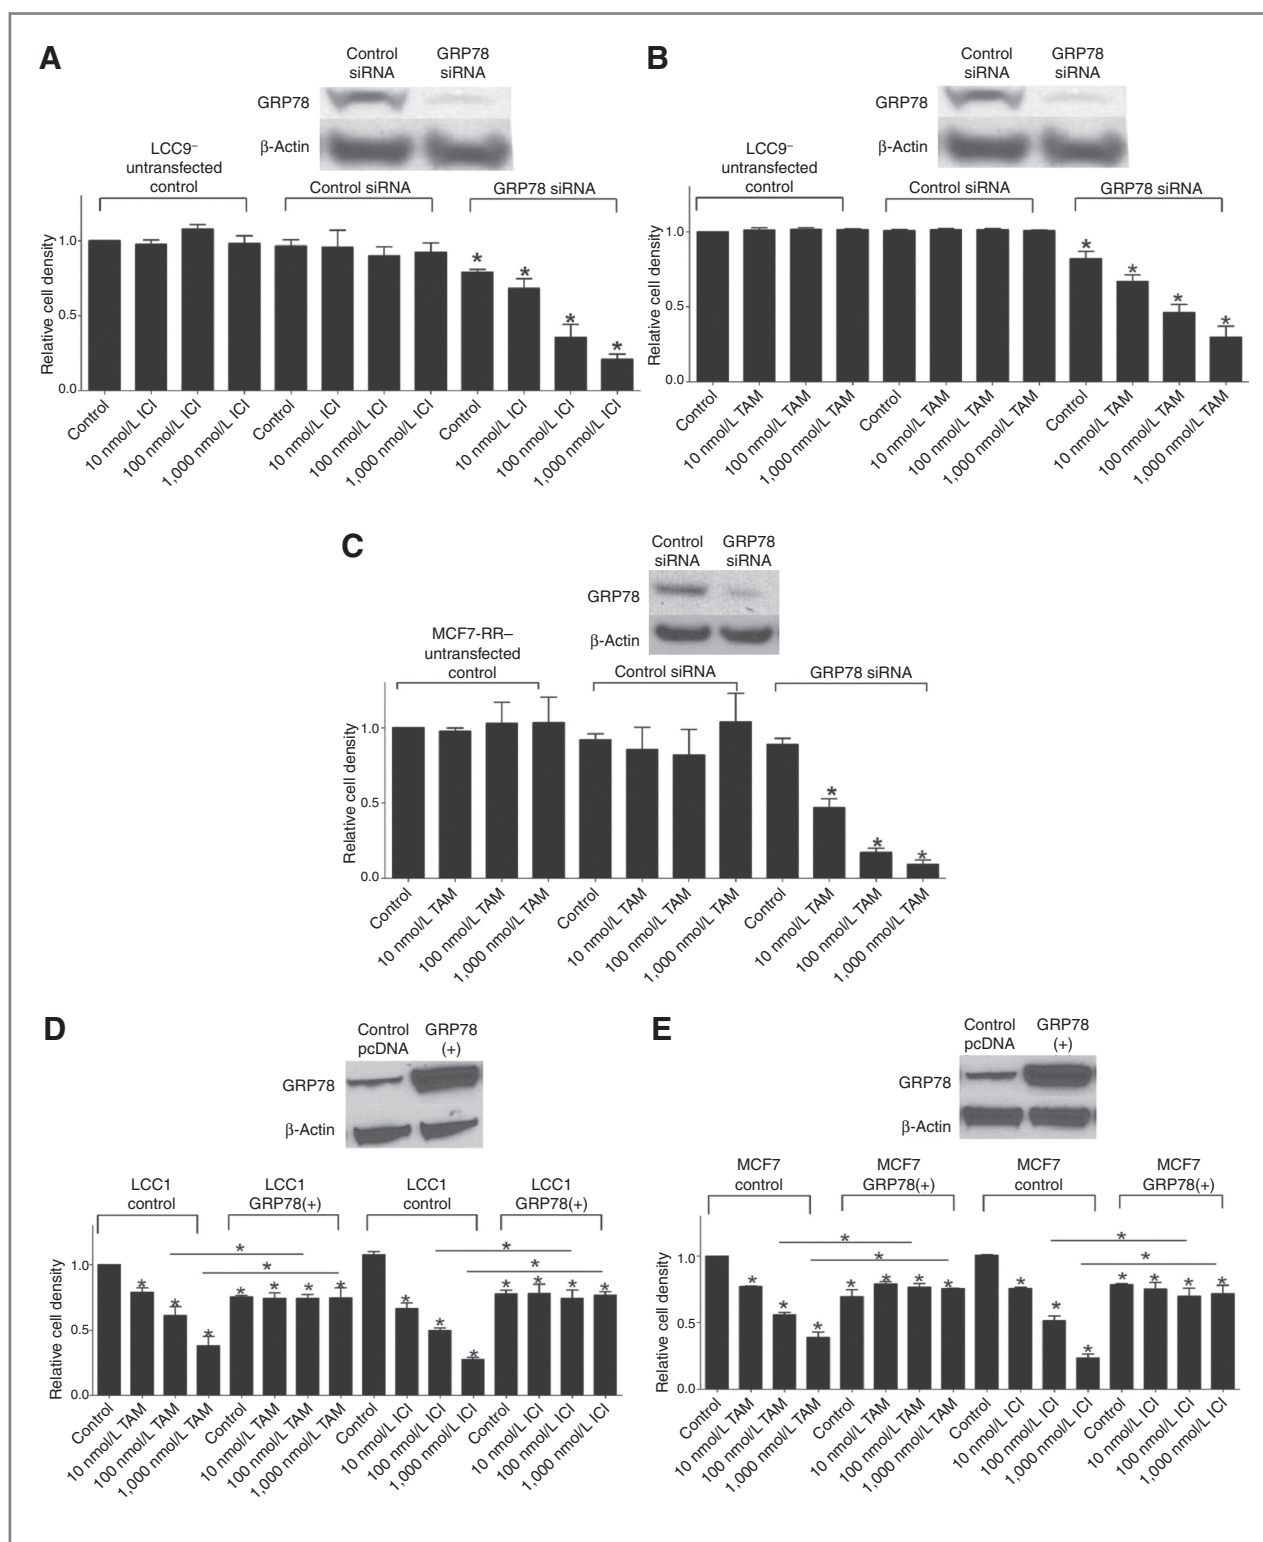 A
Control
siRNA
GRP78
siRNA
GRP78
β-Actin
LCC9–
untransfected
control
Control siRNA
GRP78 siRNA
Relative cell density
1.0
0.5
0.0
* * * *
Control
10 nmol/L ICI
100 nmol/L ICI
1,000 nmol/L ICI
Control
10 nmol/L ICI
100 nmol/L ICI
1,000 nmol/L ICI
Control
10 nmol/L ICI
100 nmol/L ICI
1,000 nmol/L ICI
B
Control
siRNA
GRP78
siRNA
GRP78
β-Actin
LCC9–
untransfected
control
Control siRNA
GRP78 siRNA
Relative cell density
1.0
0.5
0.0
* * * *
Control
10 nmol/L TAM
100 nmol/L TAM
1,000 nmol/L TAM
Control
10 nmol/L TAM
100 nmol/L TAM
1,000 nmol/L TAM
Control
10 nmol/L TAM
100 nmol/L TAM
1,000 nmol/L TAM
C
Control
siRNA
GRP78
siRNA
GRP78
β-Actin
MCF7-RR–
untransfected
control
Control siRNA
GRP78 siRNA
Relative cell density
1.0
0.5
0.0
* * *
Control
10 nmol/L TAM
100 nmol/L TAM
1,000 nmol/L TAM
Control
10 nmol/L TAM
100 nmol/L TAM
1,000 nmol/L TAM
Control
10 nmol/L TAM
100 nmol/L TAM
1,000 nmol/L TAM
D
Control
pcDNA
GRP78
(+)
GRP78
β-Actin
LCC1
control
LCC1
GRP78(+)
LCC1
control
LCC1
GRP78(+)
Relative cell density
1.0
0.5
0.0
* *
* *
* * * * * * * * * * * * * *
Control
10 nmol/L TAM
100 nmol/L TAM
1,000 nmol/L TAM
Control
10 nmol/L TAM
100 nmol/L TAM
1,000 nmol/L TAM
Control
10 nmol/L ICI
100 nmol/L ICI
1,000 nmol/L ICI
Control
10 nmol/L ICI
100 nmol/L ICI
1,000 nmol/L ICI
E
Control
pcDNA
GRP78
(+)
GRP78
β-Actin
MCF7
control
MCF7
GRP78(+)
MCF7
control
MCF7
GRP78(+)
Relative cell density
1.0
0.5
0.0
* *
* *
* * * * * * * * * * * * * *
Control
10 nmol/L TAM
100 nmol/L TAM
1,000 nmol/L TAM
Control
10 nmol/L TAM
100 nmol/L TAM
1,000 nmol/L TAM
Control
10 nmol/L ICI
100 nmol/L ICI
1,000 nmol/L ICI
Control
10 nmol/L ICI
100 nmol/L ICI
1,000 nmol/L ICI